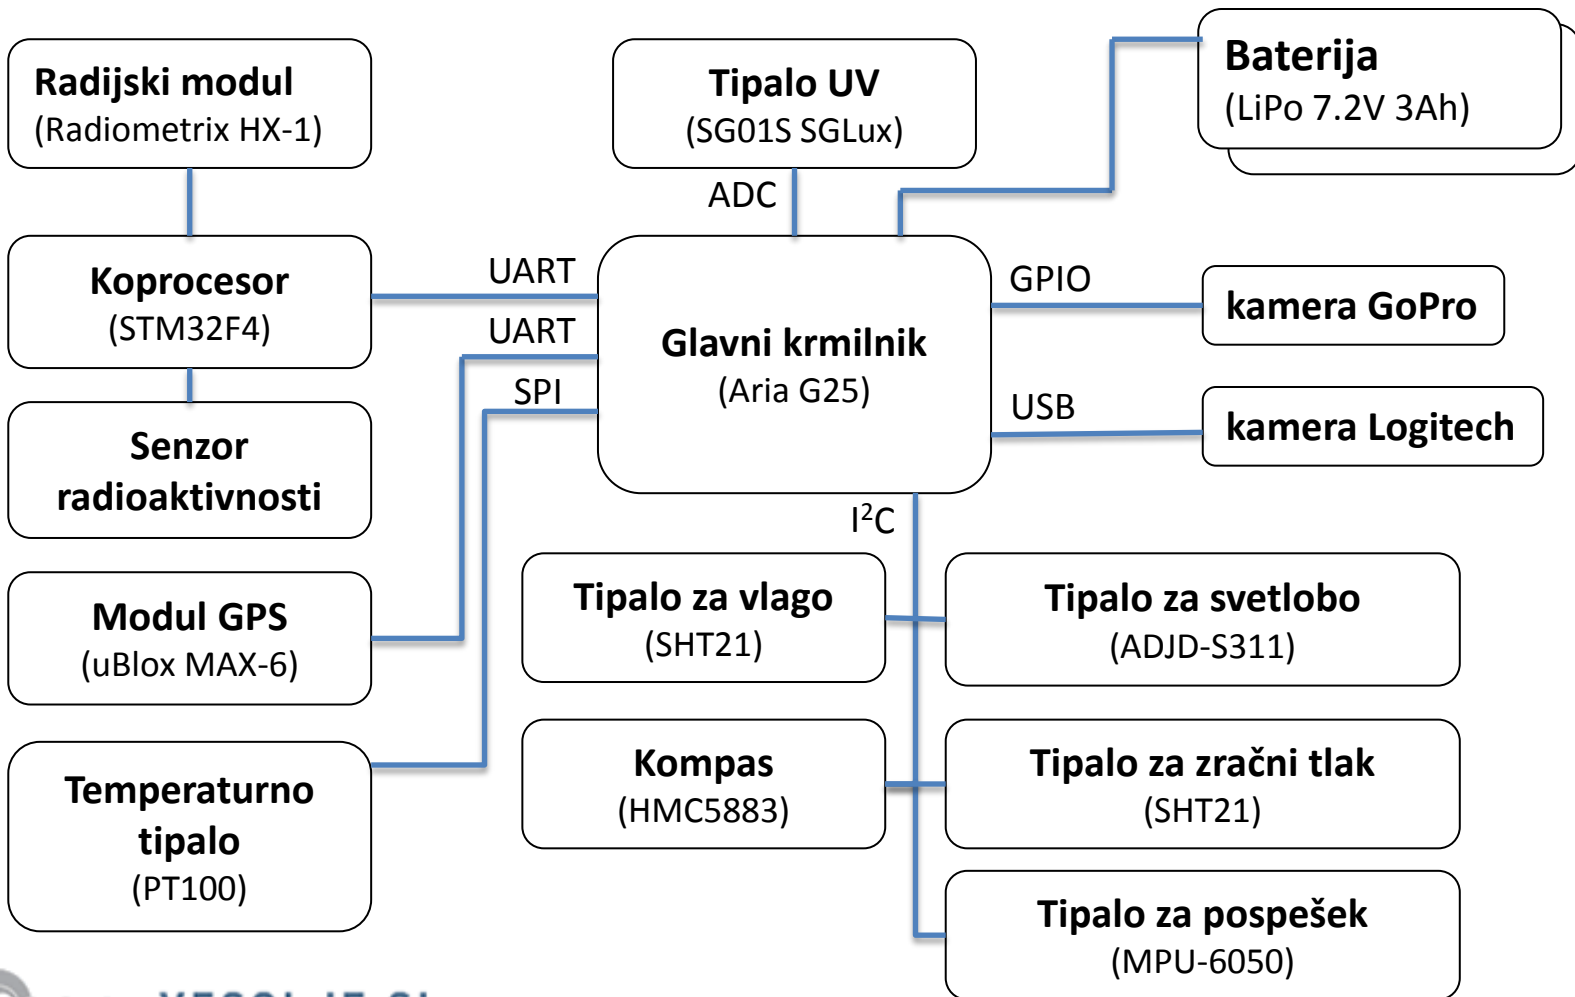 Radijski modul
(Radiometrix HX-1)
Tipalo UV
(SG01S SGLux)
Baterija
(LiPo 7.2V 3Ah)
ADC
Koprocesor
(STM32F4)
UART
UART
SPI
Glavni krmilnik
(Aria G25)
GPIO
kamera GoPro
USB
kamera Logitech
Senzor
radioaktivnosti
I²C
Modul GPS
(uBlox MAX-6)
Tipalo za vlago
(SHT21)
Tipalo za svetlobo
(ADJD-S311)
Temperaturno
tipalo
(PT100)
Kompas
(HMC5883)
Tipalo za zračni tlak
(SHT21)
Tipalo za pospešek
(MPU-6050)